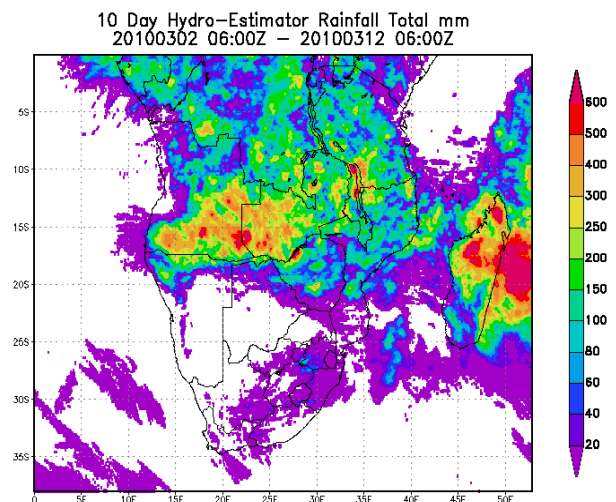 10 Day Hydro-Estimator Rainfall Total mm
20100302 06:00Z - 20100312 06:00Z
5S
10S
15S
20S
25S
30S
35S
0
5E
10E
15E
20E
25E
30E
35E
40E
45E
50E
600
500
400
300
250
200
150
100
80
60
40
20